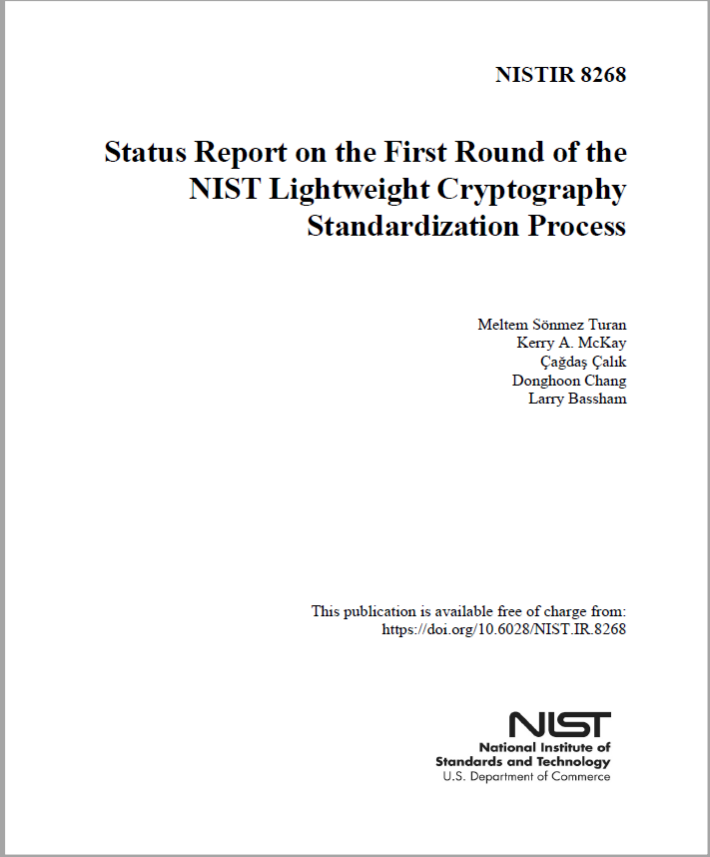 NISTIR 8268
Status Report on the First Round of the
NIST Lightweight Cryptography
Standardization Process
Meltem Sönmez Turan
Kerry A. McKay
Çağdaş Çalık
Donghoon Chang
Larry Bassham
This publication is available free of charge from:
https://doi.org/10.6028/NIST.IR.8268
NIST
National Institute of
Standards and Technology
U.S. Department of Commerce